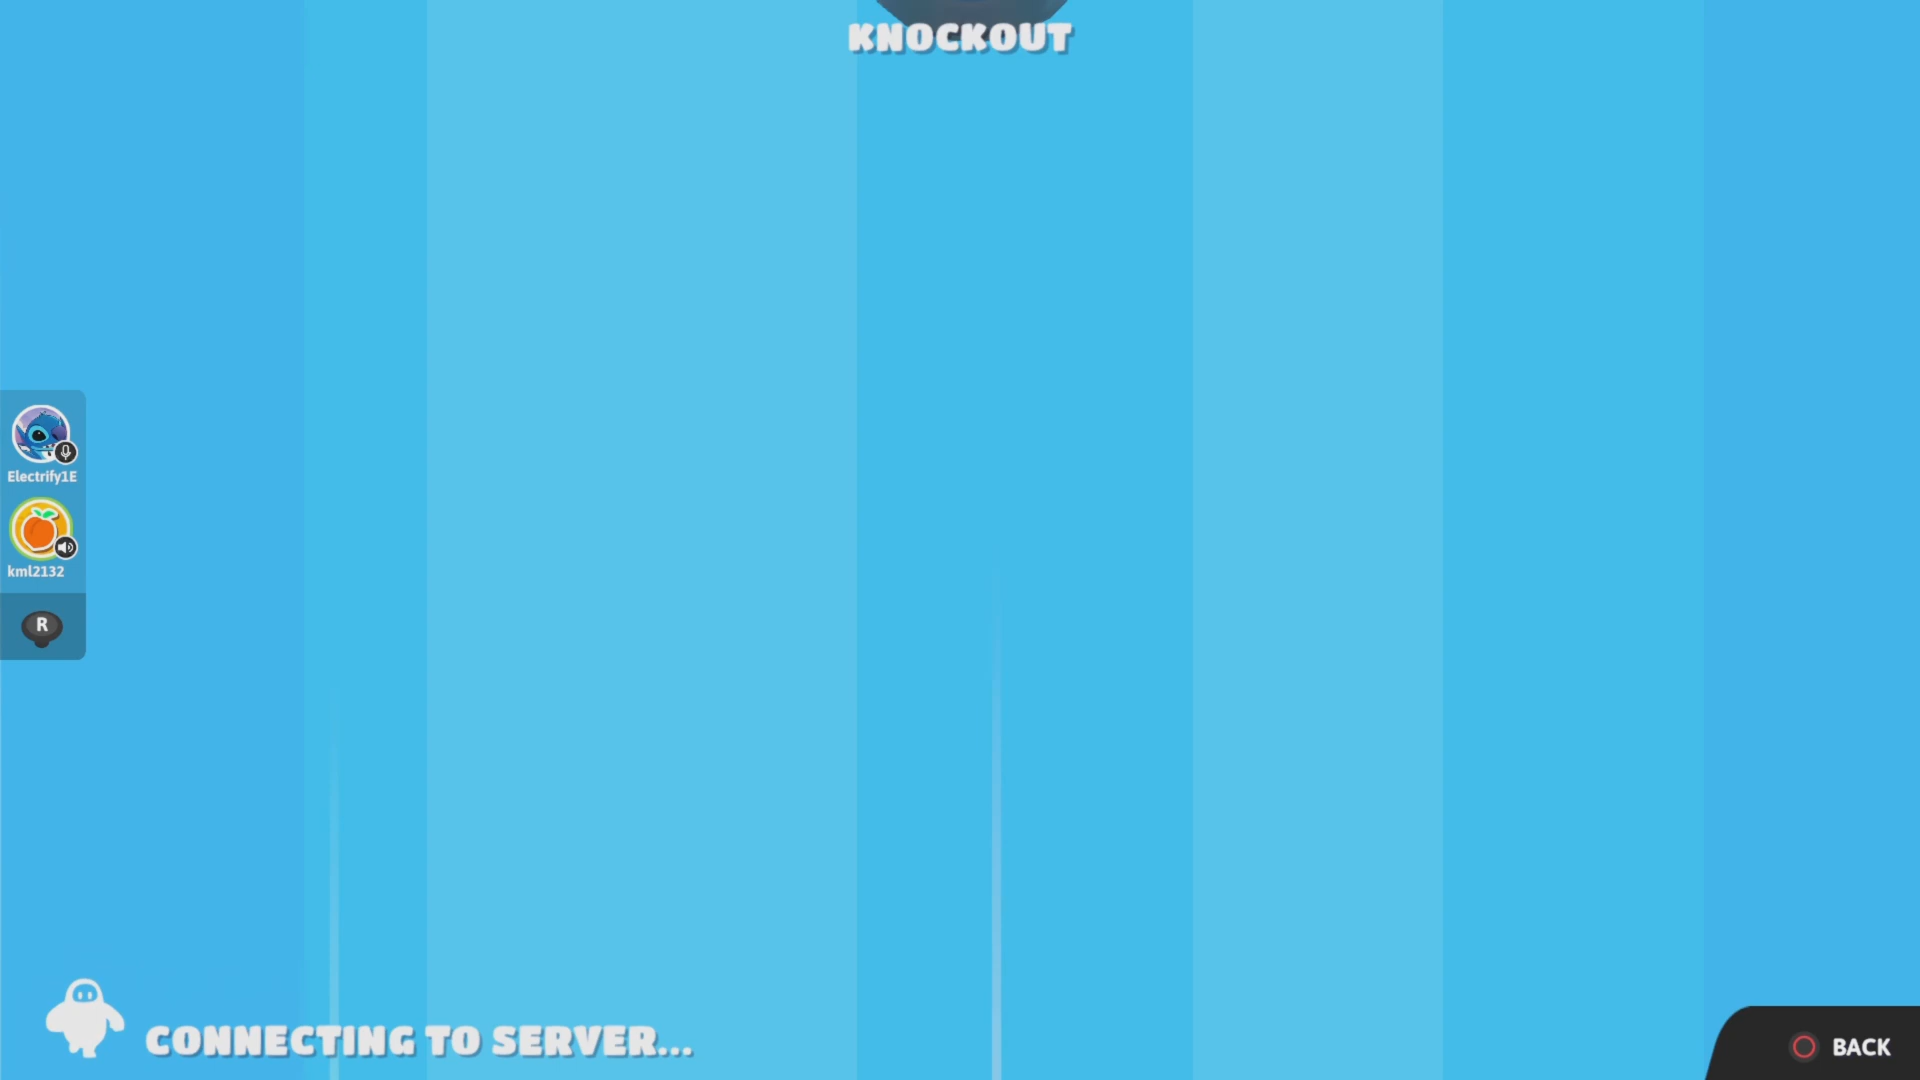 KNOCKOUT
Electrify1E
kml2132
R
CONNECTING TO SERVER...
BACK